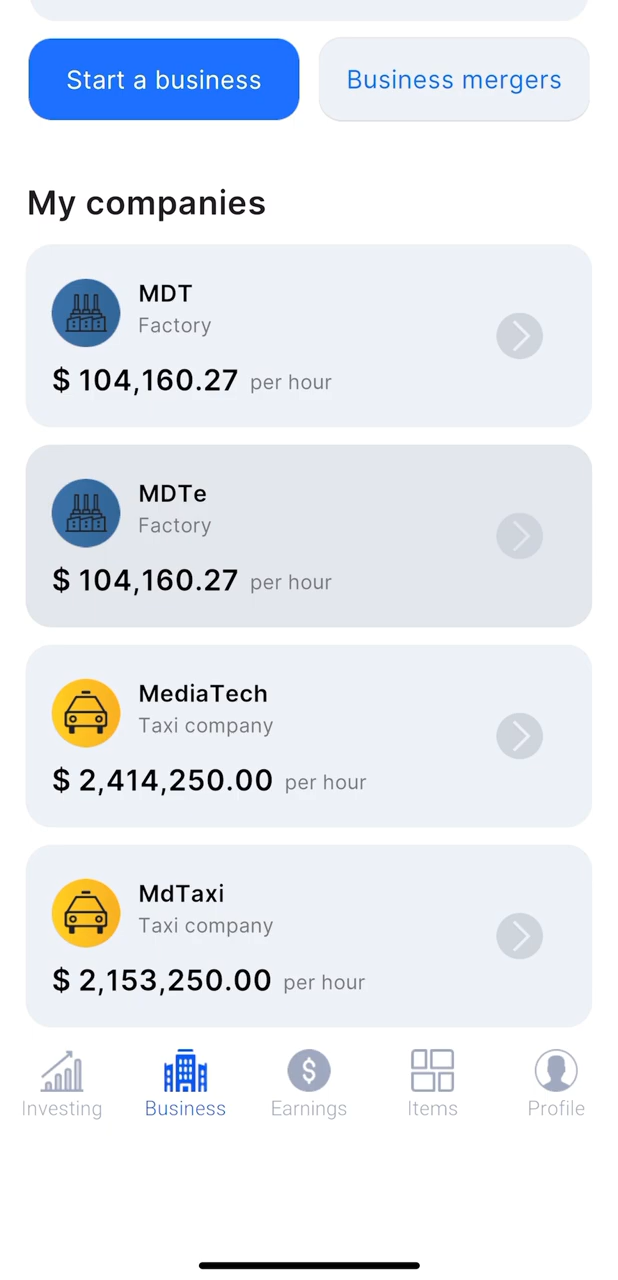 Start a business
Business mergers
My companies
MDT
Factory
$ 104,160.27 per hour
MDTe
Factory
$ 104,160.27 per hour
MediaTech
Taxi company
$ 2,414,250.00 per hour
MdTaxi
Taxi company
$ 2,153,250.00 per hour
Investing
Business
Earnings
Items
Profile